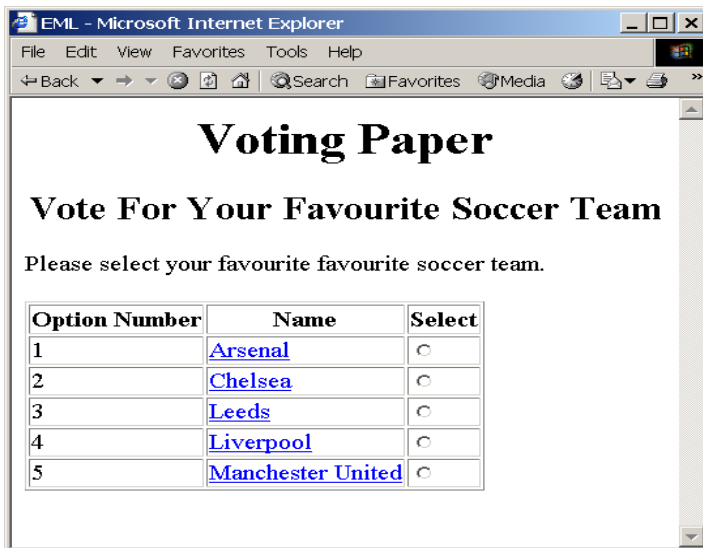 EML - Microsoft Internet Explorer
File Edit View Favorites Tools Help
Back Search Favorites Media »
Voting Paper
Vote For Your Favourite Soccer Team
Please select your favourite favourite soccer team.
Option Number Name Select
1 Arsenal
2 Chelsea
3 Leeds
4 Liverpool
5 Manchester United